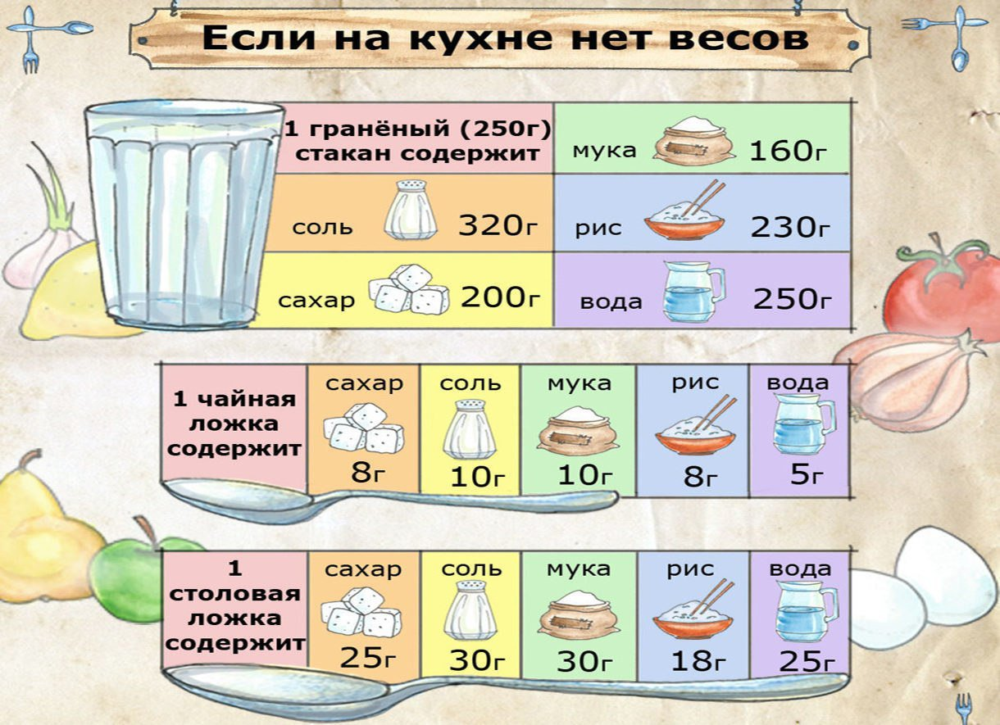 Если на кухне нет весов
1 гранёный (250г)
стакан содержит
мука 160г
соль 320г
рис 230г
сахар 200г
вода 250г
1 чайная
ложка
содержит
сахар
8г
соль
10г
мука
10г
рис
8г
вода
5г
1
столовая
ложка
содержит
сахар
25г
соль
30г
мука
30г
рис
18г
вода
25г